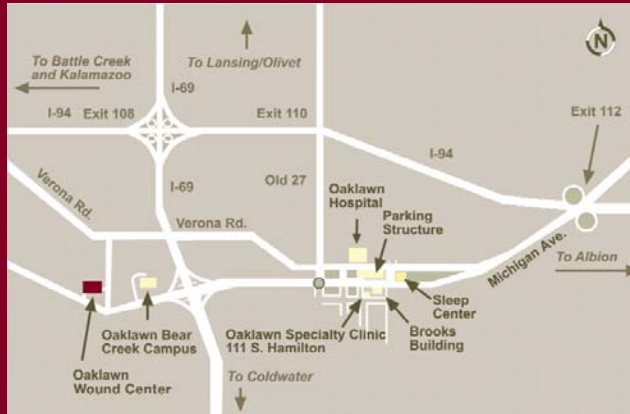 To Battle Creek
and Kalamazoo
To Lansing/Olivet
N
I-69
I-94
Exit 108
Exit 110
Exit 112
I-94
Verona Rd.
I-69
Old 27
Oaklawn
Hospital
Parking
Structure
Verona Rd.
Michigan Ave.
To Albion
Sleep
Center
Oaklawn Bear
Creek Campus
Oaklawn Specialty Clinic
111 S. Hamilton
Brooks
Building
Oaklawn
Wound Center
To Coldwater